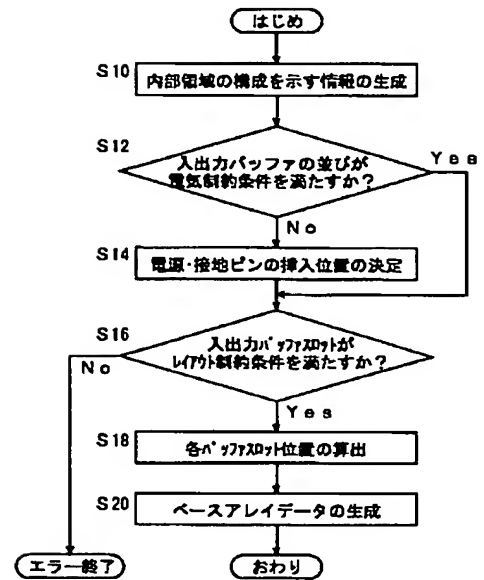 はじめ
S10
内部領域の構成を示す情報の生成
S12
入出力バッファの並びが
電気制約条件を満たすか?
Yes
No
S14
電源・接地ピンの挿入位置の決定
S16
入出力バッファスロットが
レイアウト制約条件を満たすか?
No
Yes
S18
各バッファスロット位置の算出
S20
ベースアレイデータの生成
エラー終了
おわり